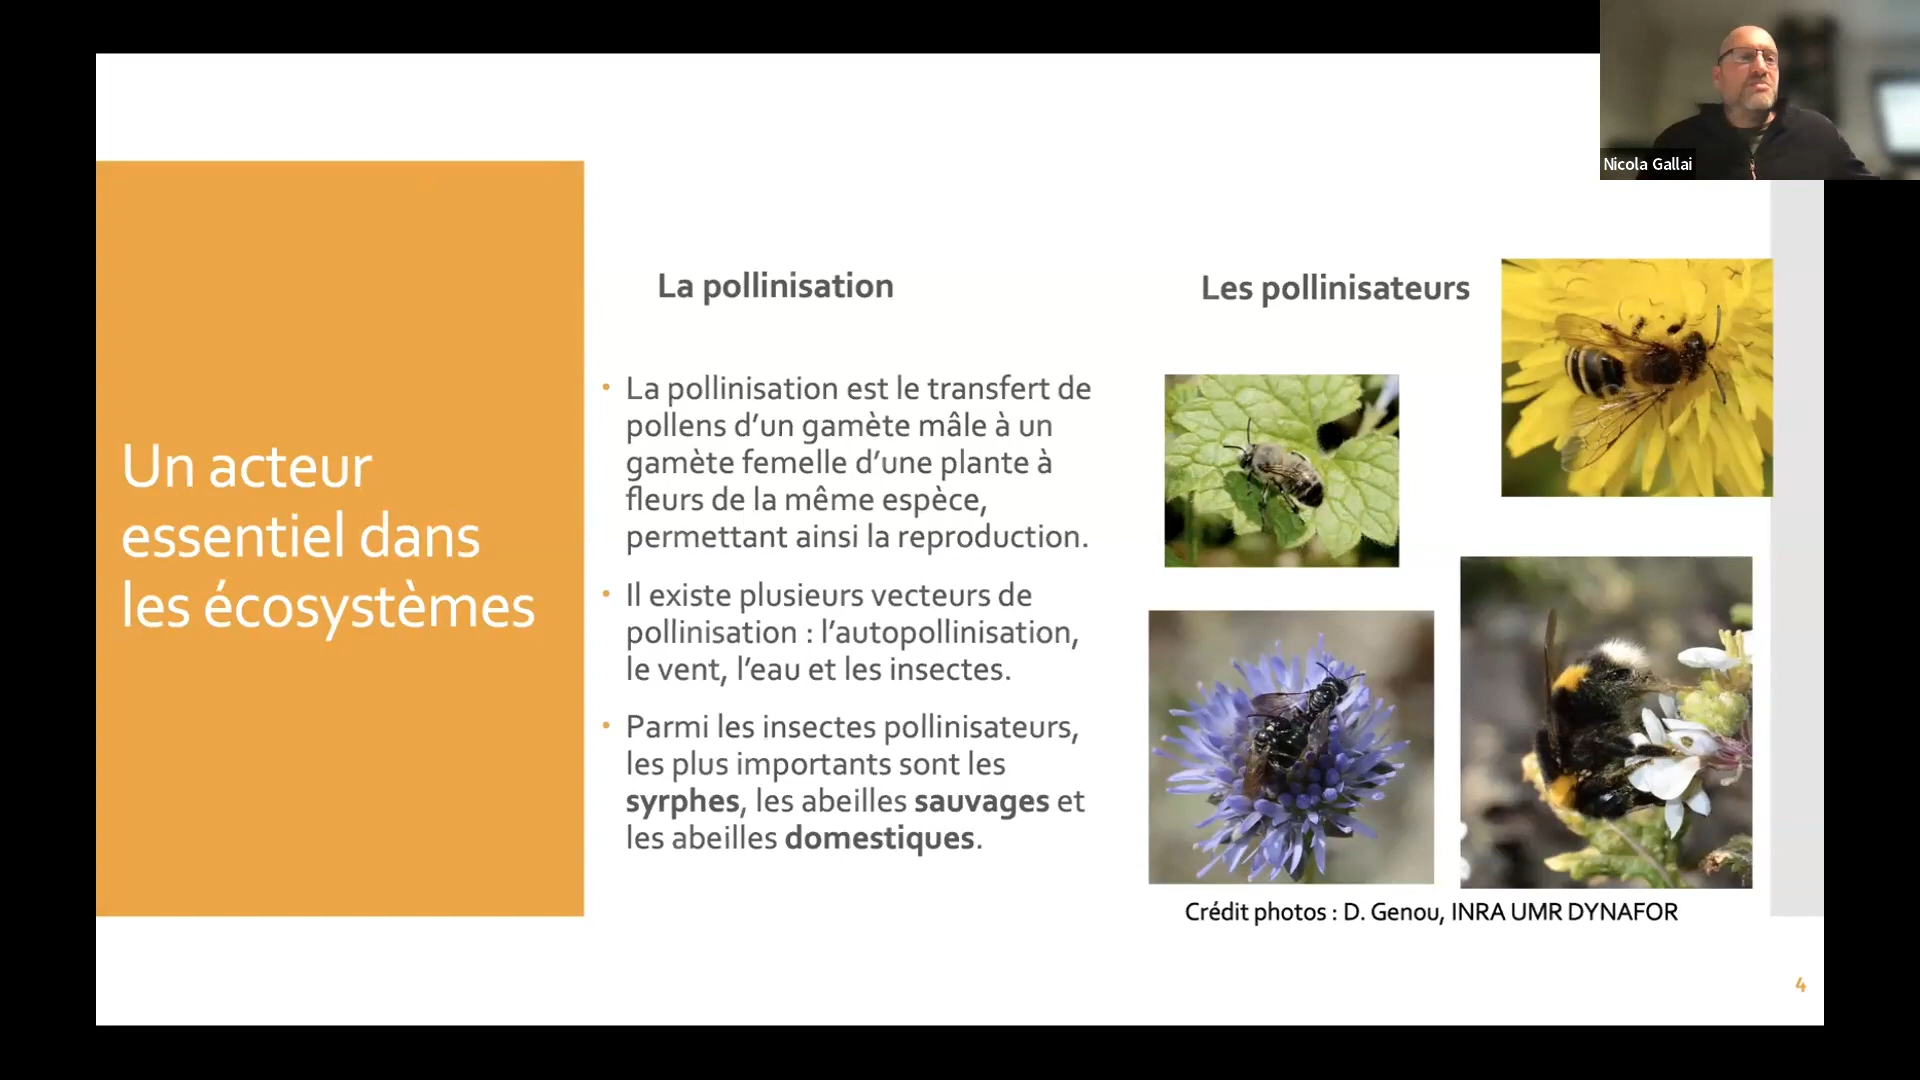 Nicola Gallai
Un acteur
essentiel dans
les écosystèmes
La pollinisation
• La pollinisation est le transfert de
pollens d’un gamète mâle à un
gamète femelle d’une plante à
fleurs de la même espèce,
permettant ainsi la reproduction.
• Il existe plusieurs vecteurs de
pollinisation : l’autopollinisation,
le vent, l’eau et les insectes.
• Parmi les insectes pollinisateurs,
les plus importants sont les
syrphes, les abeilles sauvages et
les abeilles domestiques.
Les pollinisateurs
Crédit photos : D. Genou, INRA UMR DYNAFOR
4